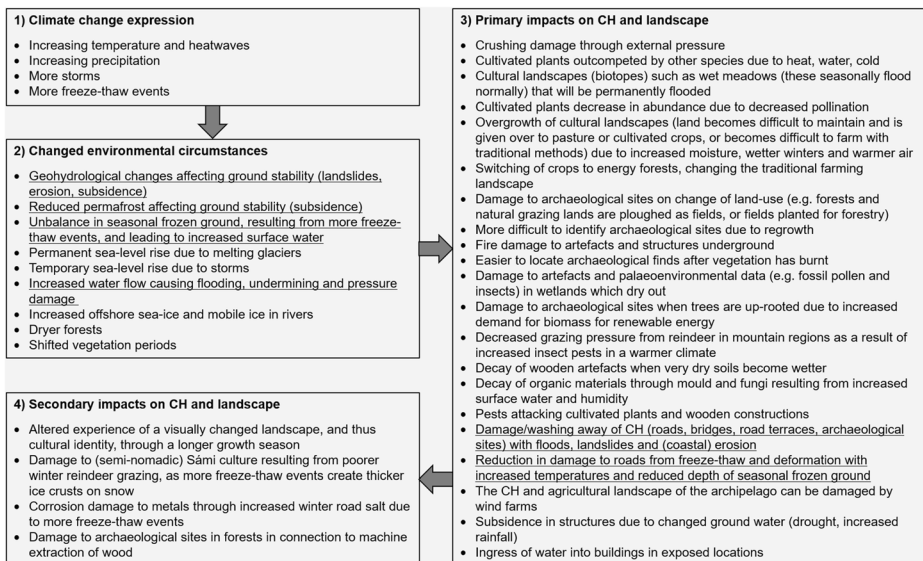 1) Climate change expression
• Increasing temperature and heatwaves
• Increasing precipitation
• More storms
• More freeze-thaw events
2) Changed environmental circumstances
• Geohydrological changes affecting ground stability (landslides,
erosion, subsidence)
• Reduced permafrost affecting ground stability (subsidence)
• Unbalance in seasonal frozen ground, resulting from more freeze-
thaw events, and leading to increased surface water
• Permanent sea-level rise due to melting glaciers
• Temporary sea-level rise due to storms
• Increased water flow causing flooding, undermining and pressure
damage
• Increased offshore sea-ice and mobile ice in rivers
• Dryer forests
• Shifted vegetation periods
3) Primary impacts on CH and landscape
• Crushing damage through external pressure
• Cultivated plants outcompeted by other species due to heat, water, cold
• Cultural landscapes (biotopes) such as wet meadows (these seasonally flood
normally) that will be permanently flooded
• Cultivated plants decrease in abundance due to decreased pollination
• Overgrowth of cultural landscapes (land becomes difficult to maintain and is
given over to pasture or cultivated crops, or becomes difficult to farm with
traditional methods) due to increased moisture, wetter winters and warmer air
• Switching of crops to energy forests, changing the traditional farming
landscape
• Damage to archaeological sites on change of land-use (e.g. forests and
natural grazing lands are ploughed as fields, or fields planted for forestry)
• More difficult to identify archaeological sites due to regrowth
• Fire damage to artefacts and structures underground
• Easier to locate archaeological finds after vegetation has burnt
• Damage to artefacts and palaeoenvironmental data (e.g. fossil pollen and
insects) in wetlands which dry out
• Damage to archaeological sites when trees are up-rooted due to increased
demand for biomass for renewable energy
• Decreased grazing pressure from reindeer in mountain regions as a result of
increased insect pests in a warmer climate
• Decay of wooden artefacts when very dry soils become wetter
• Decay of organic materials through mould and fungi resulting from increased
surface water and humidity
• Pests attacking cultivated plants and wooden constructions
• Damage/washing away of CH (roads, bridges, road terraces, archaeological
sites) with floods, landslides and (coastal) erosion
• Reduction in damage to roads from freeze-thaw and deformation with
increased temperatures and reduced depth of seasonal frozen ground
• The CH and agricultural landscape of the archipelago can be damaged by
wind farms
• Subsidence in structures due to changed ground water (drought, increased
rainfall)
• Ingress of water into buildings in exposed locations
4) Secondary impacts on CH and landscape
• Altered experience of a visually changed landscape, and thus
cultural identity, through a longer growth season
• Damage to (semi-nomadic) Sámi culture resulting from poorer
winter reindeer grazing, as more freeze-thaw events create thicker
ice crusts on snow
• Corrosion damage to metals through increased winter road salt due
to more freeze-thaw events
• Damage to archaeological sites in forests in connection to machine
extraction of wood